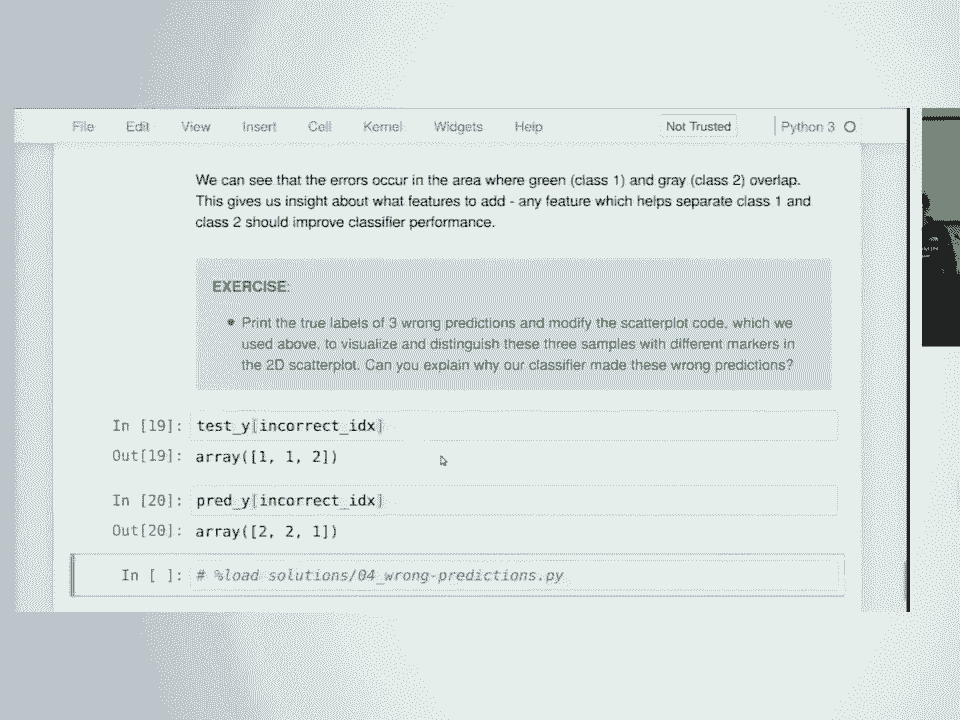 File Edit View Insert Cell Kernel Widgets Help Not Trusted Python 3
We can see that the errors occur in the area where green (class 1) and gray (class 2) overlap.
This gives us insight about what features to add - any feature which helps separate class 1 and
class 2 should improve classifier performance.
EXERCISE:
• Print the true labels of 3 wrong predictions and modify the scatterplot code, which we
used above, to visualize and distinguish these three samples with different markers in
the 2D scatterplot. Can you explain why our classifier made these wrong predictions?
In [19]: test_y[incorrect_idx]
Out[19]: array([1, 1, 2])
In [20]: pred_y[incorrect_idx]
Out[20]: array([2, 2, 1])
In [ ]: # %load solutions/04_wrong-predictions.py